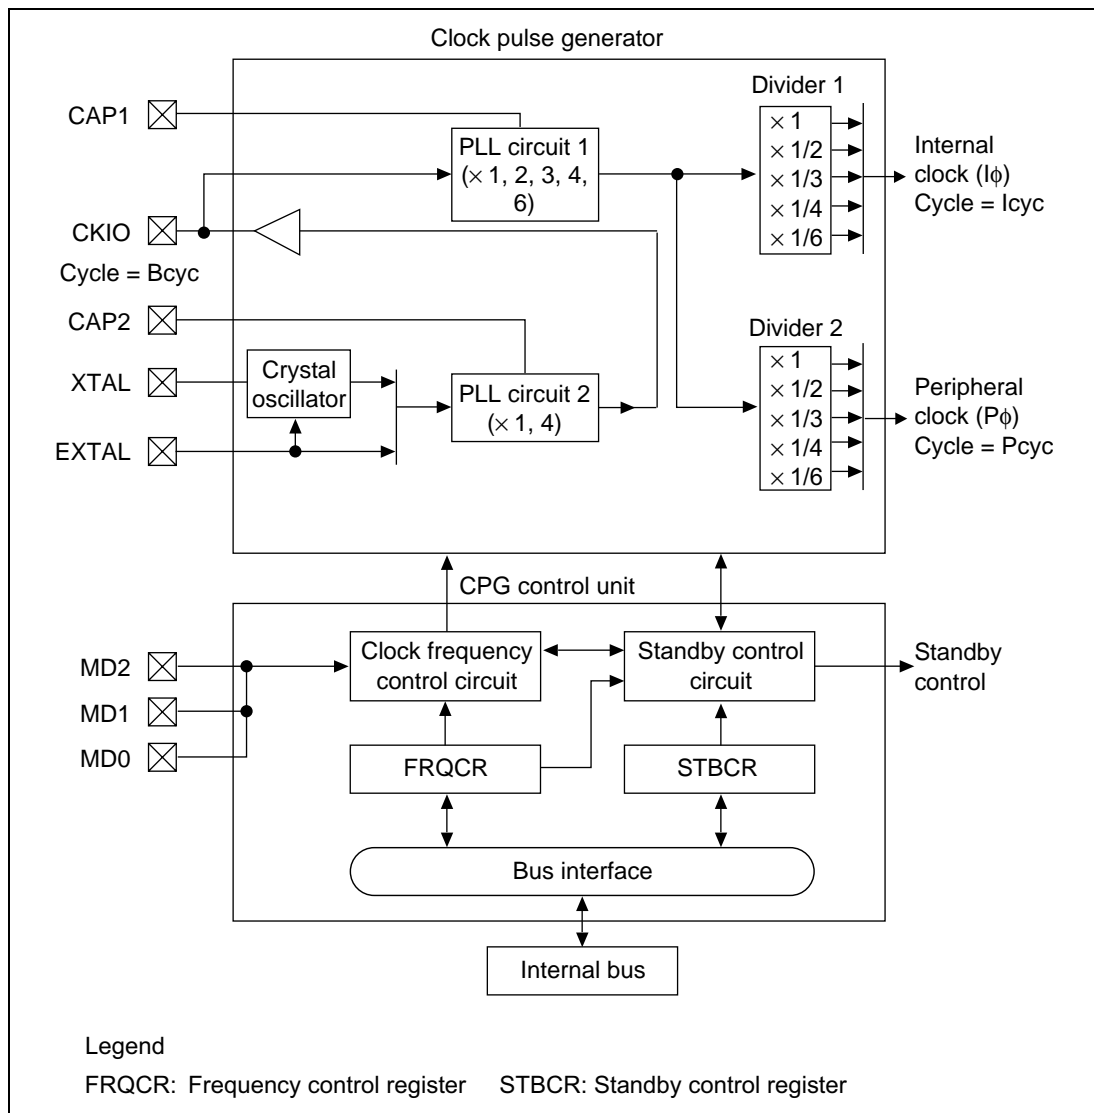 Clock pulse generator
CAP1
CKIO
Cycle = Bcyc
CAP2
XTAL
EXTAL
PLL circuit 1
(× 1, 2, 3, 4,
6)
Crystal
oscillator
PLL circuit 2
(× 1, 4)
Divider 1
× 1
× 1/2
× 1/3
× 1/4
× 1/6
Internal
clock (Iϕ)
Cycle = Icyc
Divider 2
× 1
× 1/2
× 1/3
× 1/4
× 1/6
Peripheral
clock (Pϕ)
Cycle = Pcyc
CPG control unit
MD2
MD1
MD0
Clock frequency
control circuit
Standby control
circuit
Standby
control
FRQCR
STBCR
Bus interface
Internal bus
Legend
FRQCR: Frequency control register STBCR: Standby control register